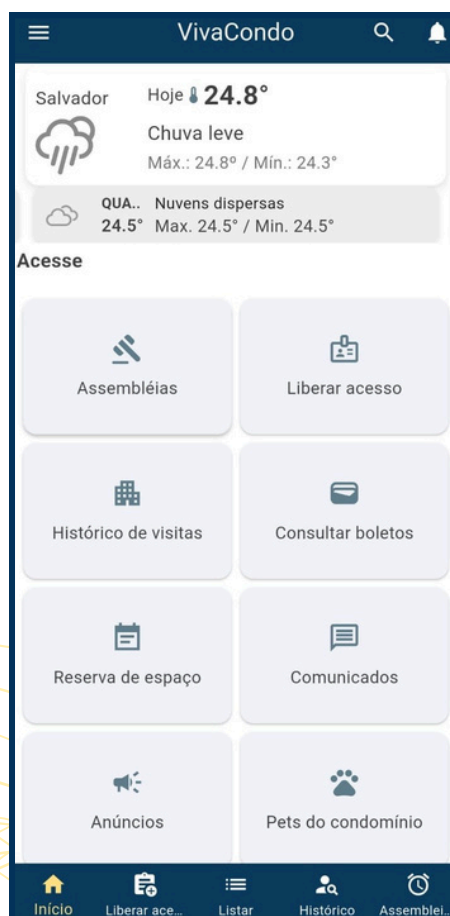 VivaCondo
Salvador
Hoje 24.8°
Chuva leve
Máx.: 24.8º / Mín.: 24.3°
QUA.. Nuvens dispersas
24.5° Max. 24.5° / Min. 24.5°
Acesse
Assembléias
Liberar acesso
Histórico de visitas
Consultar boletos
Reserva de espaço
Comunicados
Anúncios
Pets do condomínio
Início
Liberar ace...
Listar
Histórico
Assemblei...